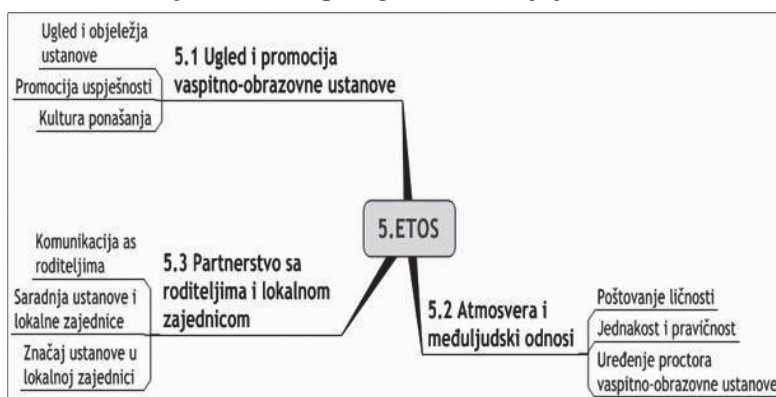 Ugled i objeležja
ustanove
Promocija uspješnosti
Kultura ponašanja
5.1 Ugled i promocija
vaspitno-obrazovne ustanove
5.ETOS
Komunikacija as
roditeljima
Saradnja ustanove i
lokalne zajednice
Značaj ustanove u
lokalnoj zajednici
5.3 Partnerstvo sa
roditeljima i lokalnom
zajednicom
5.2 Atmosvera i
međuljudski odnosi
Poštovanje ličnosti
Jednakost i pravičnost
Uređenje proctora
vaspitno-obrazovne ustanove